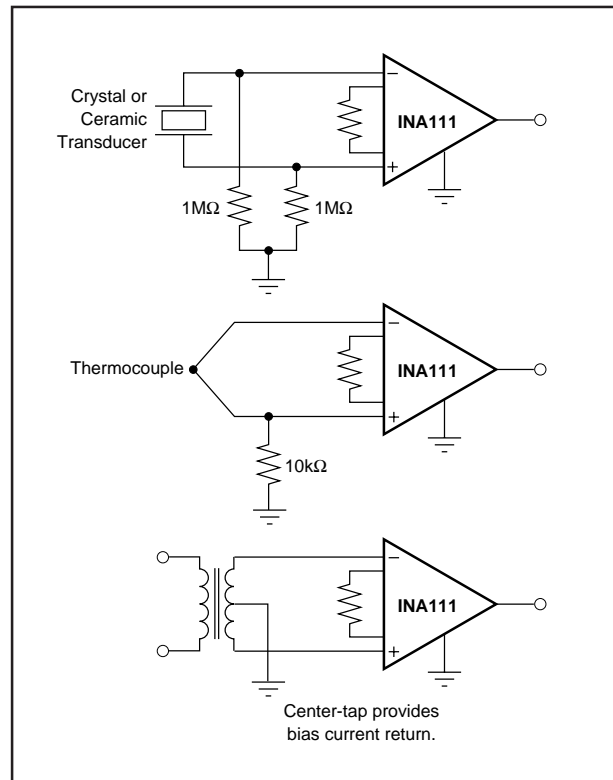 Crystal or
Ceramic
Transducer
−
INA111
+
1MΩ
1MΩ
Thermocouple
−
INA111
+
10kΩ
−
INA111
+
Center-tap provides
bias current return.